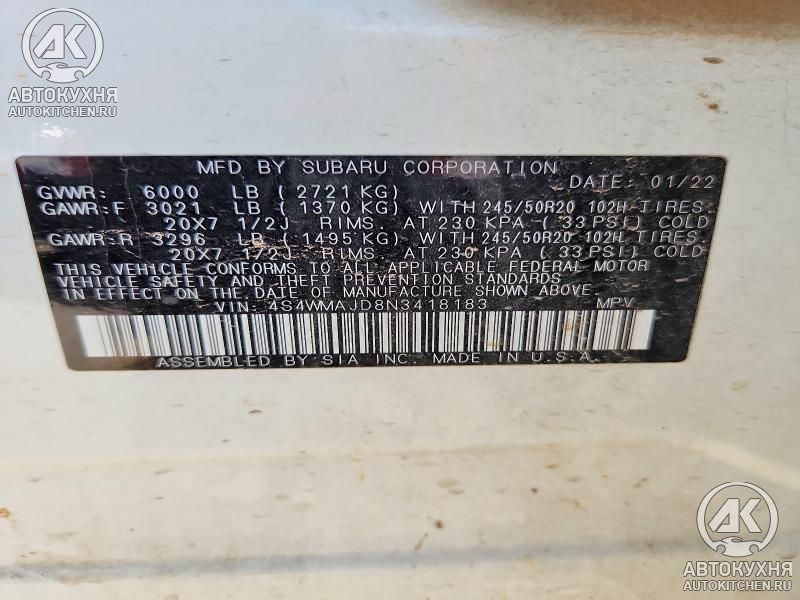 AK
АВТОКУХНЯ
AUTOKITCHEN.RU
MFD BY SUBARU CORPORATION
DATE: 01/22
GVWR: 6000 LB (2721 KG)
GAWR:F 3021 LB (1370 KG) WITH 245/50R20 102H TIRES
20X7 1/2J RIMS. AT 230 KPA (33 PSI) COLD
GAWR:R 3296 LB (1495 KG) WITH 245/50R20 102H TIRES
20X7 1/2J RIMS. AT 230 KPA (33 PSI) COLD
THIS VEHICLE CONFORMS TO ALL APPLICABLE FEDERAL MOTOR
VEHICLE SAFETY AND THEFT PREVENTION STANDARDS
IN EFFECT ON THE DATE OF MANUFACTURE SHOWN ABOVE
VIN: 4S4WMAJD8N3418183 MPV
ASSEMBLED BY SIA INC. MADE IN U.S.A.
AK
АВТОКУХНЯ
AUTOKITCHEN.RU